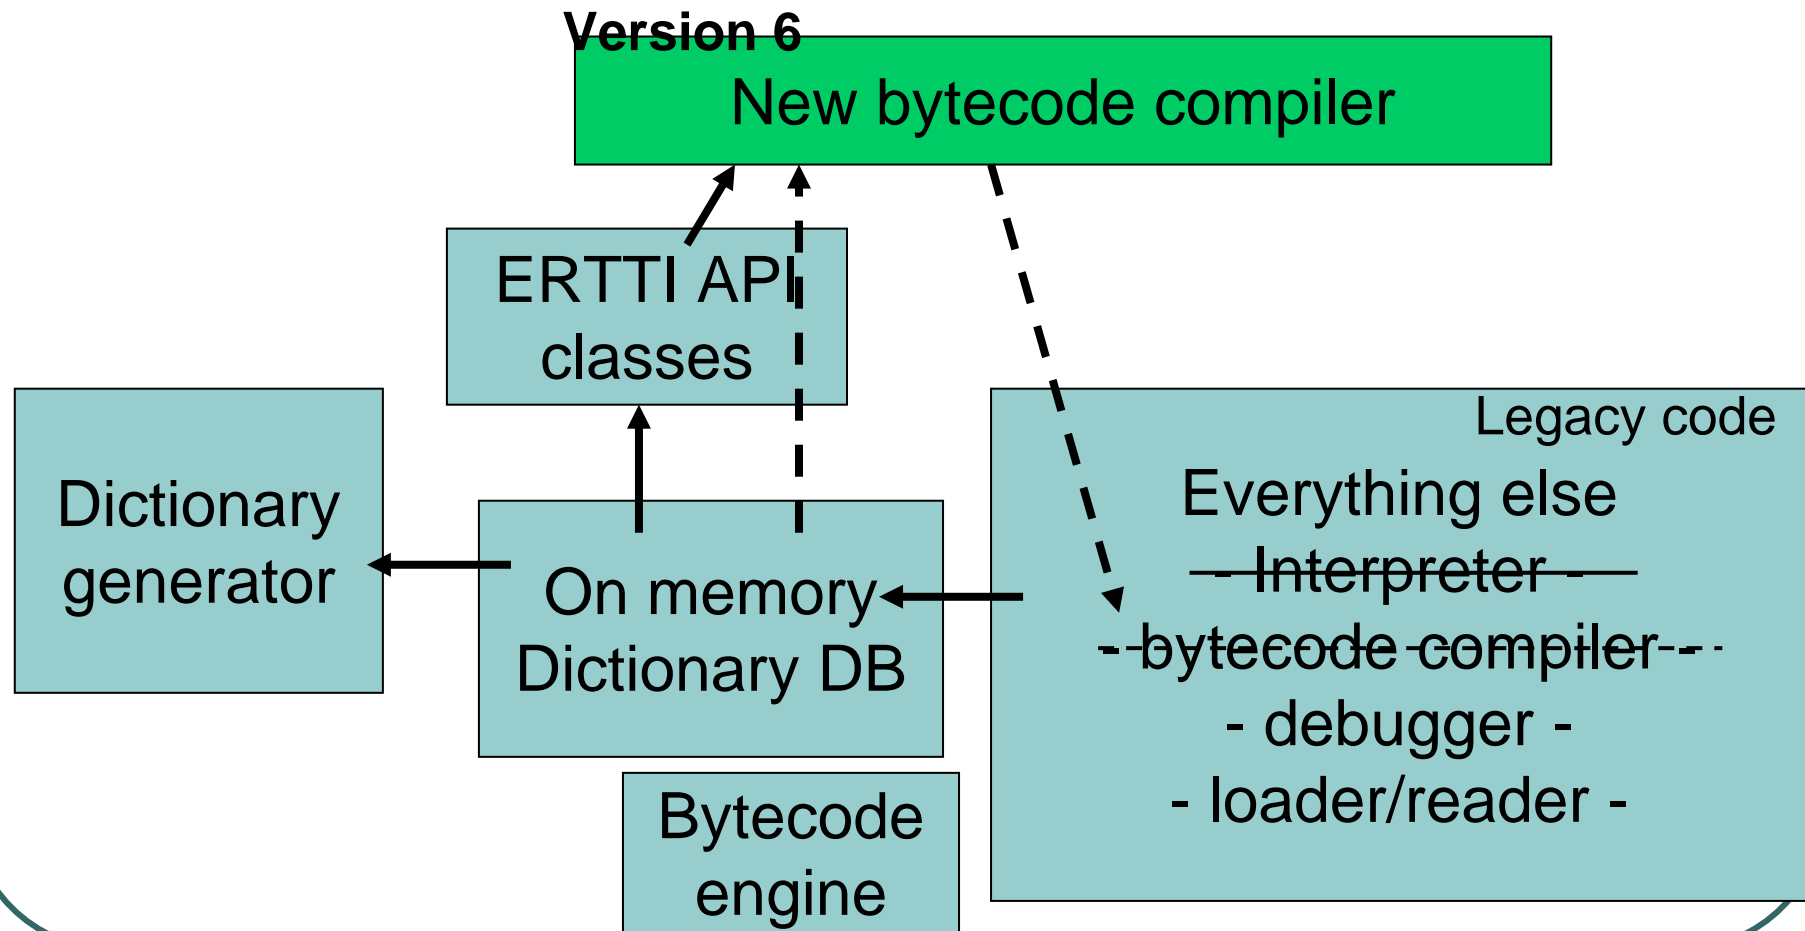 Version 6
New bytecode compiler
ERTTI API
classes
Dictionary
generator
On memory
Dictionary DB
Bytecode
engine
Legacy code
Everything else
- Interpreter -
- bytecode compiler -
- debugger -
- loader/reader -